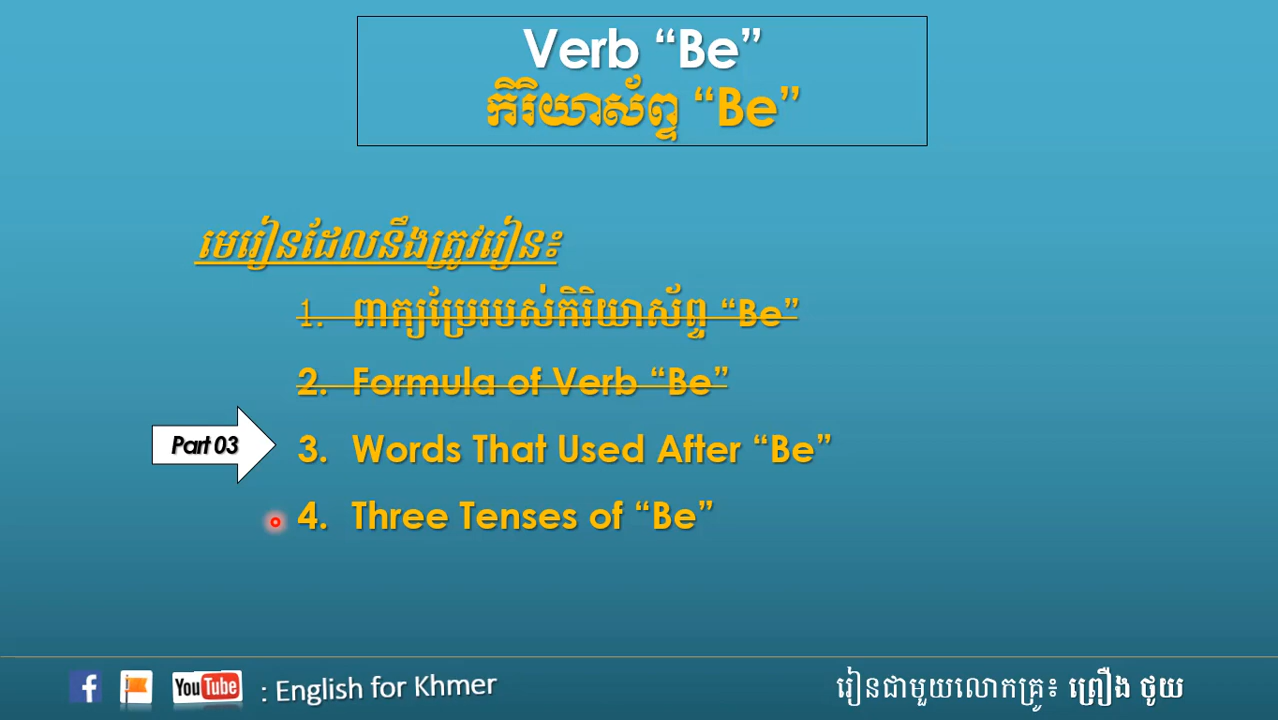 Verb “Be”
កិរិយាស័ព្ទ “Be”
មេរៀនដែលនឹងត្រូវរៀន៖
1. ពាក្យប្រែរបស់កិរិយាស័ព្ទ “Be”
2. Formula of Verb “Be”
Part 03
3. Words That Used After “Be”
4. Three Tenses of “Be”
f YouTube : English for Khmer
រៀនជាមួយលោកគ្រូ៖ ព្រឿង ថូយ